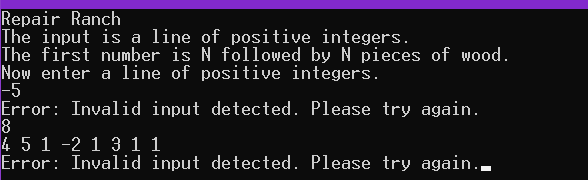 Repair Ranch
The input is a line of positive integers.
The first number is N followed by N pieces of wood.
Now enter a line of positive integers.
-5
Error: Invalid input detected. Please try again.
8
4 5 1 -2 1 3 1 1
Error: Invalid input detected. Please try again.